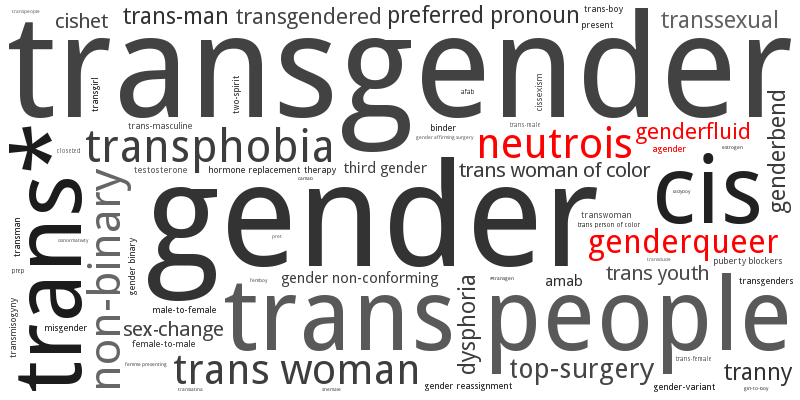 transpeople
cishet
trans-man
transgendered
preferred pronoun
trans-boy
present
transsexual
transgender
transgirl
two-spirit
afab
cissexism
trans-masculine
binder
trans-male
neutrois
genderfluid
genderbend
closeted
transphobia
gender affirming surgery
agender
estrogen
testosterone
hormone replacement therapy
third gender
trans woman of color
cis
trans*
non-binary
gender
transwoman
trans person of color
genderqueer
transman
cisnormativity
gender binary
puberty blockers
prep
gender non-conforming
amab
trans youth
transgenders
male-to-female
trans people
dysphoria
transmisogyny
misgender
sex-change
female-to-male
femme presenting
trans woman
top-surgery
trans-female
tranny
gender reassignment
gender-variant
girl-to-boy